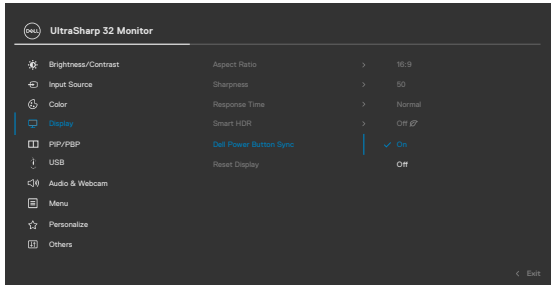 DELL UltraSharp 32 Monitor
Brightness/Contrast Aspect Ratio > 16:9
Input Source Sharpness > 50
Color Response Time > Normal
Display Smart HDR > Off
PIP/PBP Dell Power Button Sync On
USB Reset Display Off
Audio & Webcam
Menu
Personalize
Others
< Exit